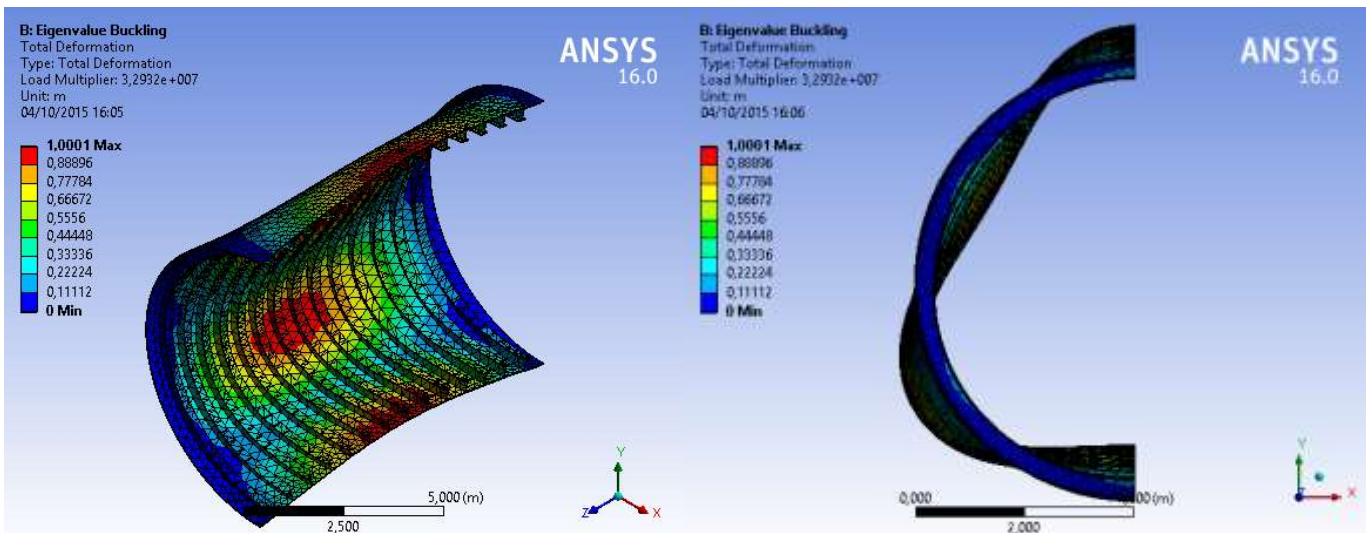 B: Eigenvalue Buckling
Total Deformation
Type: Total Deformation
Load Multiplier: 3,2932e+007
Unit: m
04/10/2015 16:05
ANSYS
16.0
1,0001 Max
0,88896
0,77784
0,66672
0,5556
0,44448
0,33336
0,22224
0,11112
0 Min
5,000 (m)
2,500
Y
Z
X
B: Eigenvalue Buckling
Total Deformation
Type: Total Deformation
Load Multiplier: 3,2932e+007
Unit: m
04/10/2015 16:06
ANSYS
16.0
1,0001 Max
0,88896
0,77784
0,66672
0,5556
0,44448
0,33336
0,22224
0,11112
0 Min
0,000
(m)
2,000
Y
X